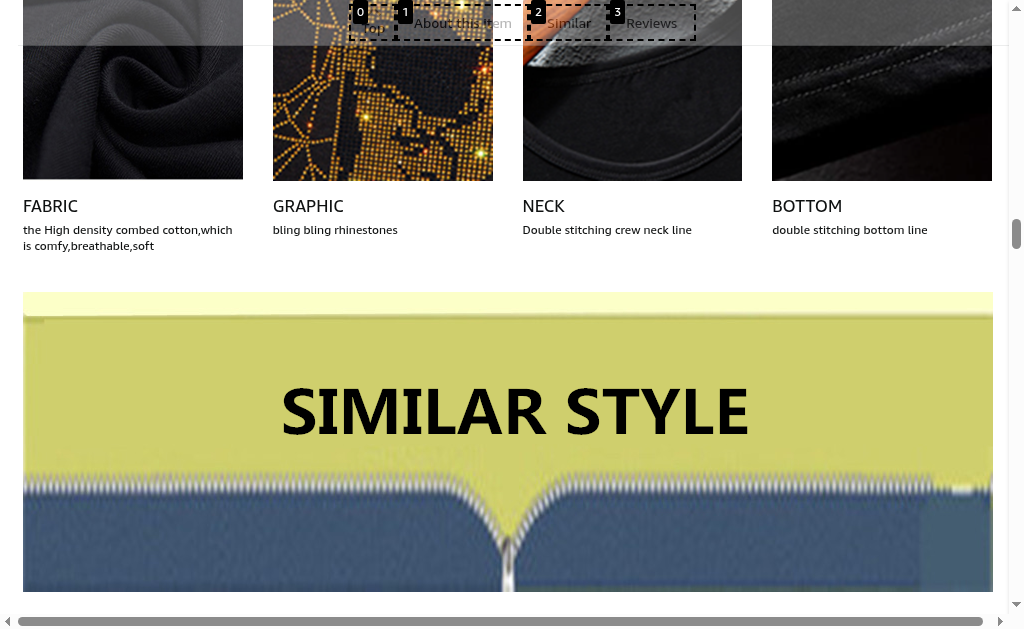 0
Top
1
About this item
2
Similar
3
Reviews
FABRIC
the High density combed cotton,which
is comfy,breathable,soft
GRAPHIC
bling bling rhinestones
NECK
Double stitching crew neck line
BOTTOM
double stitching bottom line
SIMILAR STYLE